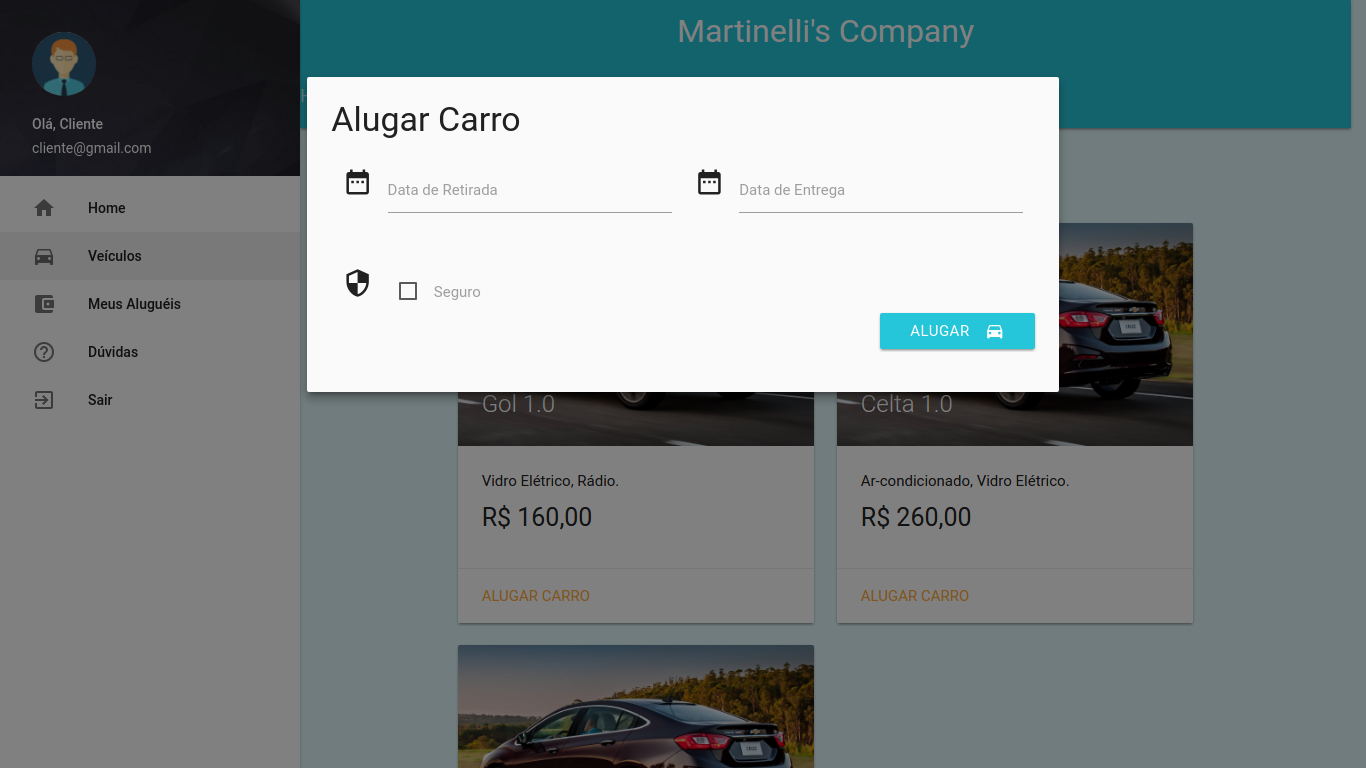 Martinelli's Company
Olá, Cliente
cliente@gmail.com
Home
Veículos
Meus Aluguéis
Dúvidas
Sair
Alugar Carro
Data de Retirada
Data de Entrega
Seguro
ALUGAR
Gol 1.0
Vidro Elétrico, Rádio.
R$ 160,00
ALUGAR CARRO
Celta 1.0
Ar-condicionado, Vidro Elétrico.
R$ 260,00
ALUGAR CARRO